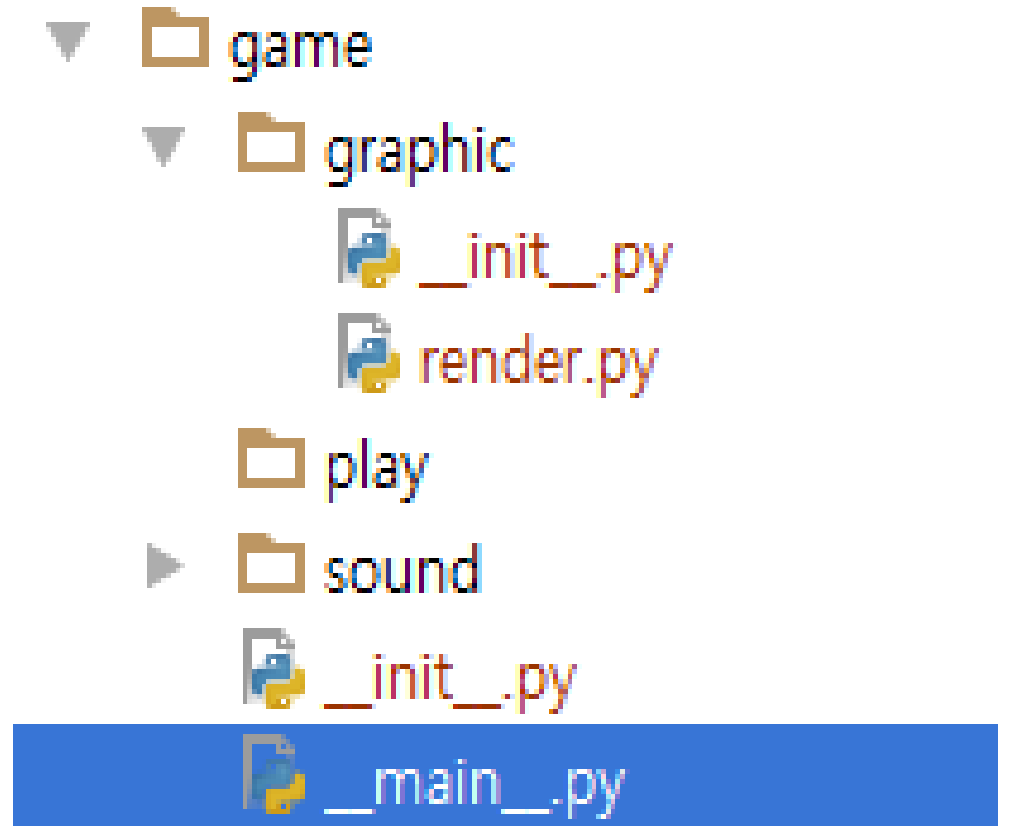 game
graphic
__init__.py
render.py
play
sound
__init__.py
__main__.py